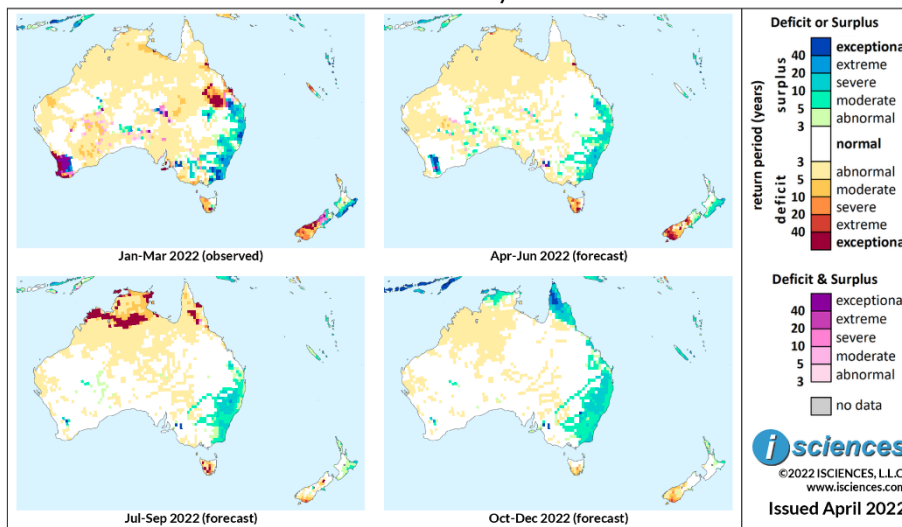 Deficit or Surplus
exceptiona
40
extreme
20
severe
10
moderate
5
abnormal
3
normal
3
abnormal
5
moderate
10
severe
20
extreme
40
exceptiona
return period (years)
surplus
deficit
Deficit & Surplus
exceptiona
40
extreme
20
severe
10
moderate
5
abnormal
3
no data
Jan-Mar 2022 (observed)
Apr-Jun 2022 (forecast)
Jul-Sep 2022 (forecast)
Oct-Dec 2022 (forecast)
i sciences
©2022 ISCIENCES, L.L.C
www.isciences.com
Issued April 2022